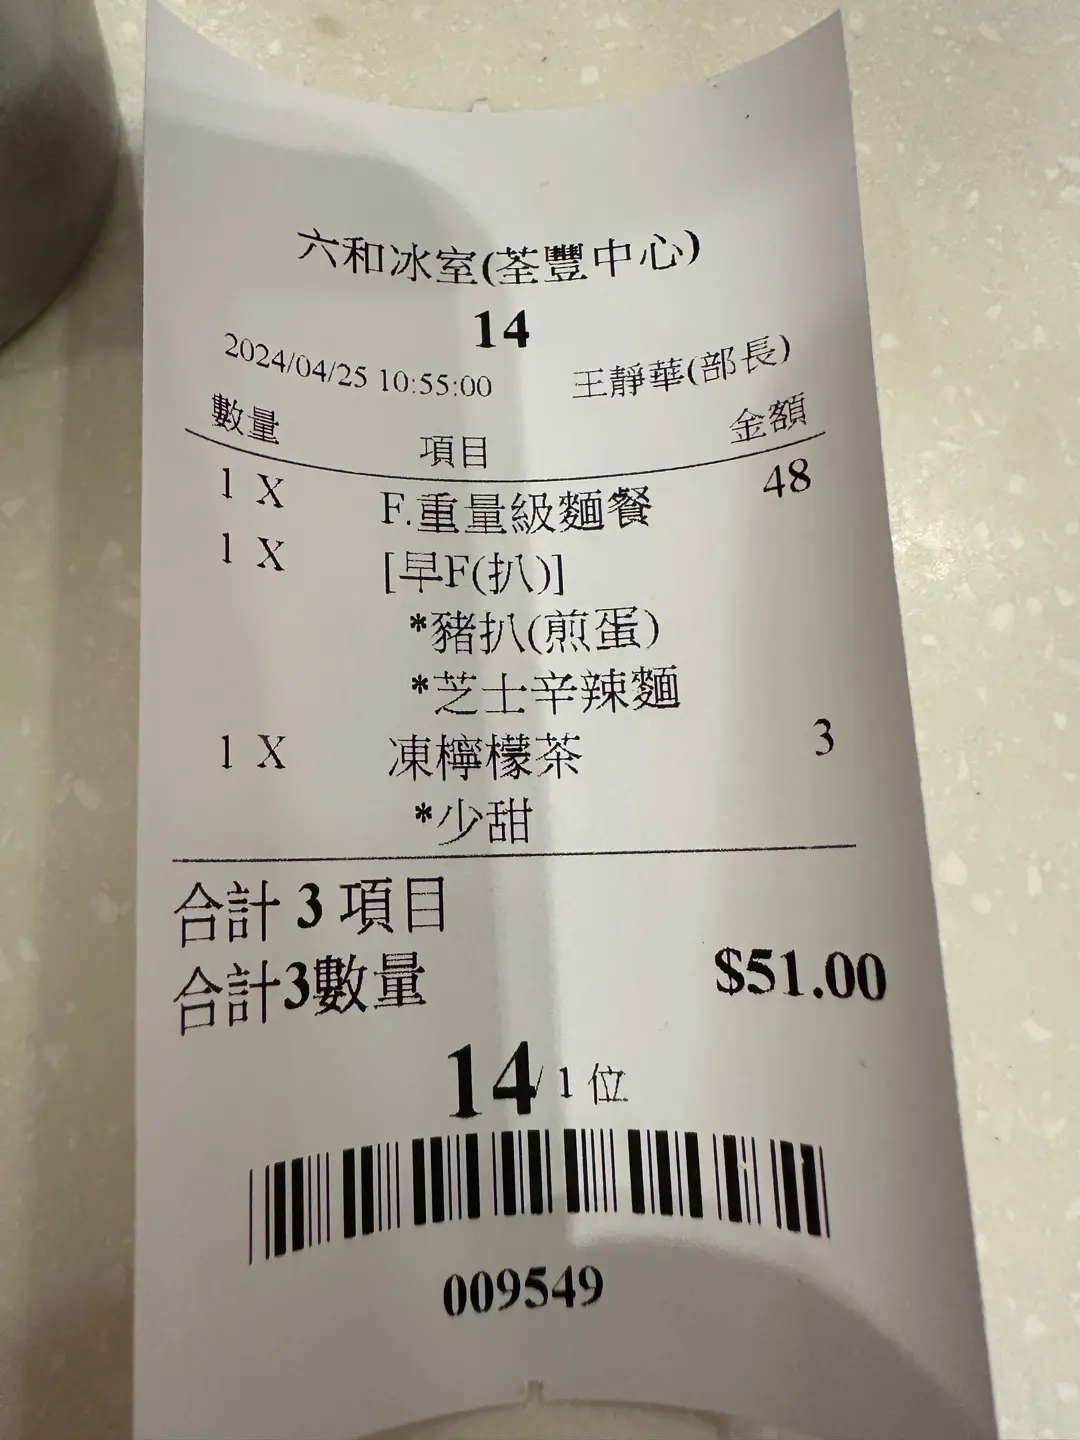 六和冰室(荃豐中心)
14
2024/04/25 10:55:00 王靜華(部長)
數量 項目 金額
1 X F.重量級麵餐 48
1 X [早F(扒)]
*豬扒(煎蛋)
*芝士辛辣麵
1 X 凍檸檬茶 3
*少甜
合計 3 項目
合計3數量 $51.00
14/1 位
009549